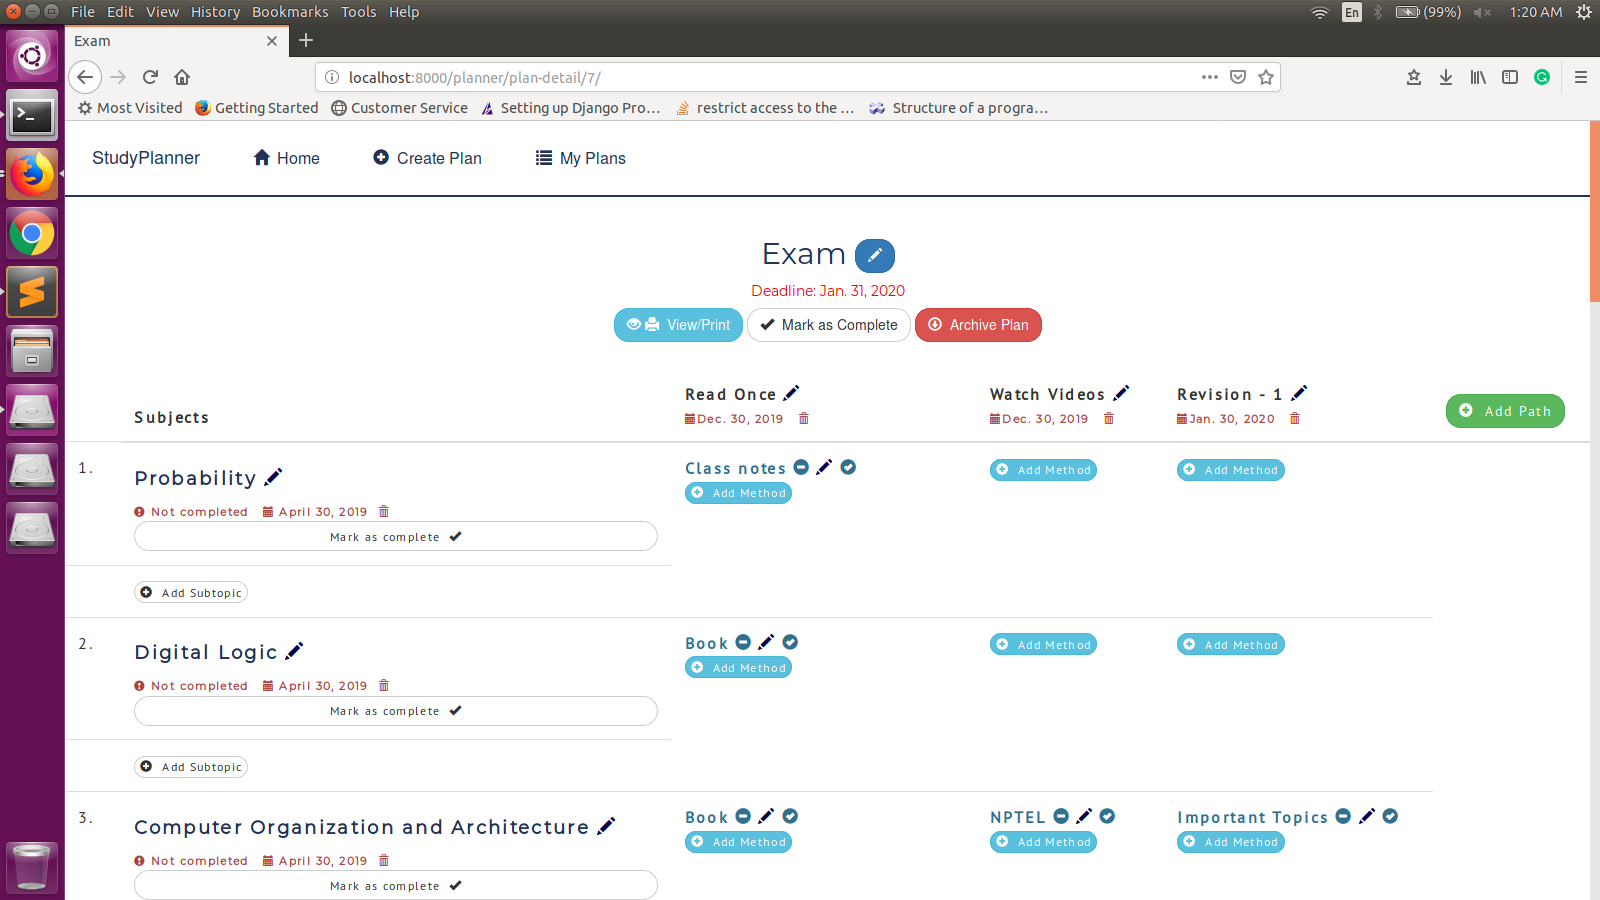 File Edit View History Bookmarks Tools Help
En (99%) 1:20 AM
Exam
localhost:8000/planner/plan-detail/7/
Most Visited Getting Started Customer Service Setting up Django Pro… restrict access to the … Structure of a progra…
StudyPlanner Home Create Plan My Plans
Exam
Deadline: Jan. 31, 2020
View/Print Mark as Complete Archive Plan
Subjects
Read Once
Dec. 30, 2019
Watch Videos
Dec. 30, 2019
Revision - 1
Jan. 30, 2020
Add Path
1.
Probability
Not completed April 30, 2019
Mark as complete
Add Subtopic
Class notes
Add Method
Add Method
Add Method
2.
Digital Logic
Not completed April 30, 2019
Mark as complete
Add Subtopic
Book
Add Method
Add Method
Add Method
3.
Computer Organization and Architecture
Not completed April 30, 2019
Mark as complete
Book
Add Method
NPTEL
Add Method
Important Topics
Add Method